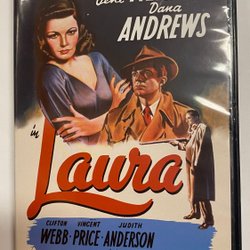 Dana
ANDREWS
in
Laura
CLIFTON VINCENT JUDITH
WEBB · PRICE · ANDERSON